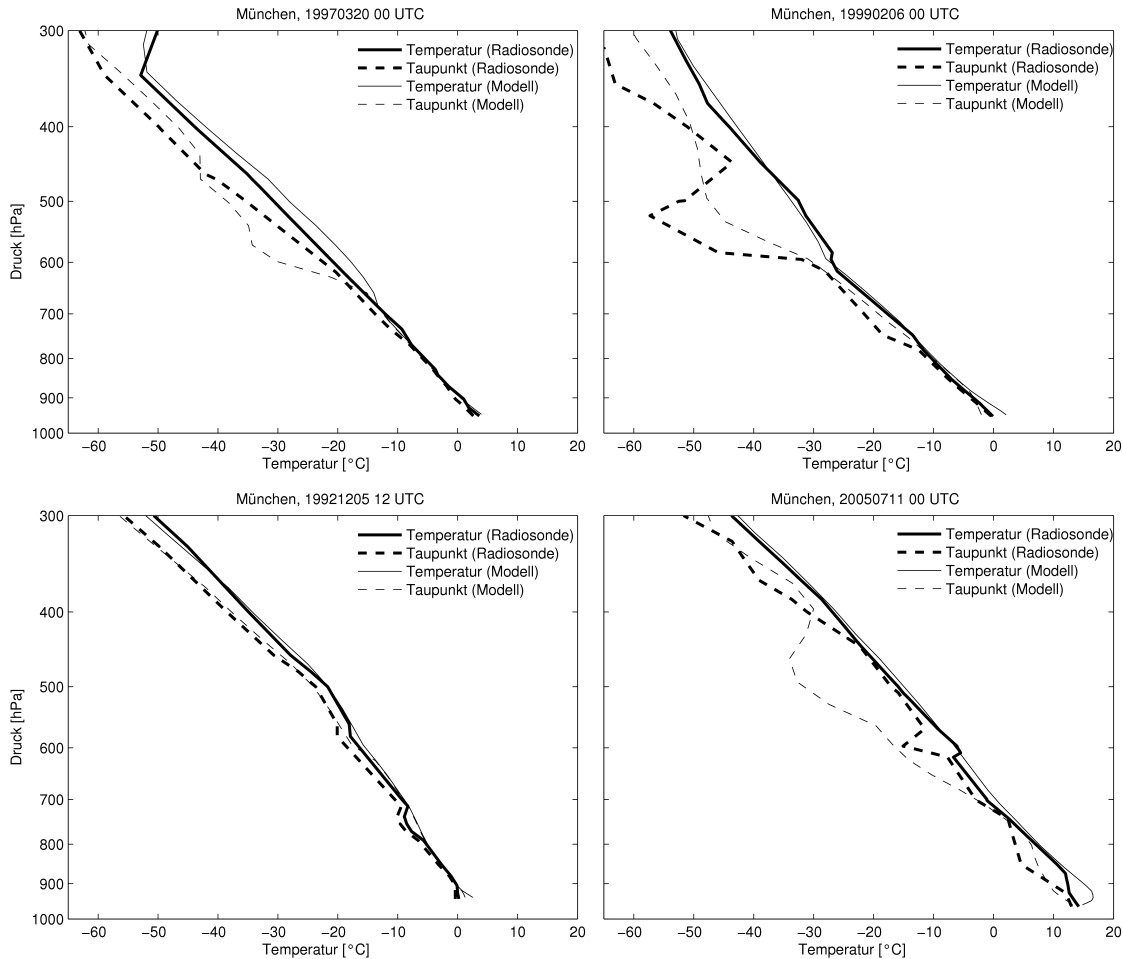 München, 19970320 00 UTC
300
400
500
600
700
800
900
1000
Druck [hPa]
−60 −50 −40 −30 −20 −10 0 10 20
Temperatur [°C]
Temperatur (Radiosonde)
Taupunkt (Radiosonde)
Temperatur (Modell)
Taupunkt (Modell)
München, 19990206 00 UTC
−60 −50 −40 −30 −20 −10 0 10 20
Temperatur [°C]
Temperatur (Radiosonde)
Taupunkt (Radiosonde)
Temperatur (Modell)
Taupunkt (Modell)
München, 19921205 12 UTC
300
400
500
600
700
800
900
1000
Druck [hPa]
−60 −50 −40 −30 −20 −10 0 10 20
Temperatur [°C]
Temperatur (Radiosonde)
Taupunkt (Radiosonde)
Temperatur (Modell)
Taupunkt (Modell)
München, 20050711 00 UTC
−60 −50 −40 −30 −20 −10 0 10 20
Temperatur [°C]
Temperatur (Radiosonde)
Taupunkt (Radiosonde)
Temperatur (Modell)
Taupunkt (Modell)